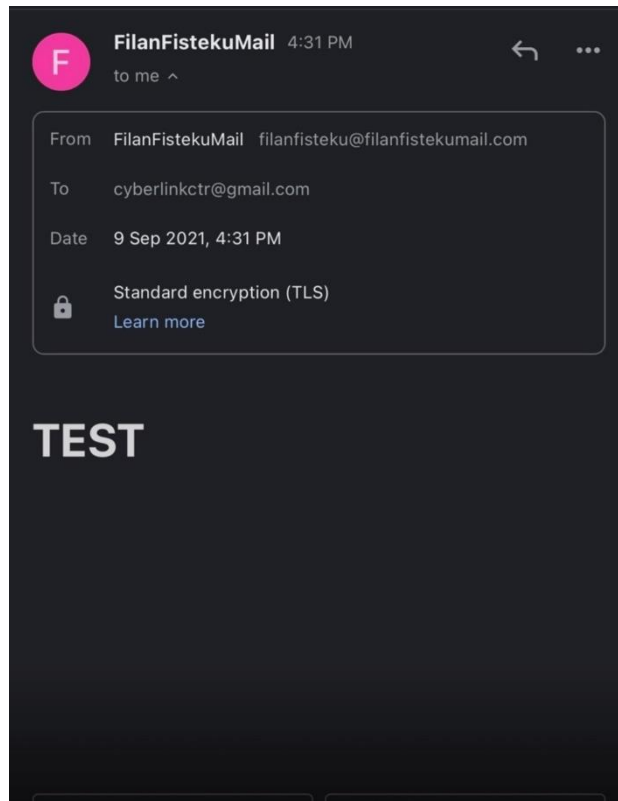 F
FilanFistekuMail 4:31 PM
to me
From FilanFistekuMail filanfisteku@filanfistekumail.com
To cyberlinkctr@gmail.com
Date 9 Sep 2021, 4:31 PM
Standard encryption (TLS)
Learn more
TEST